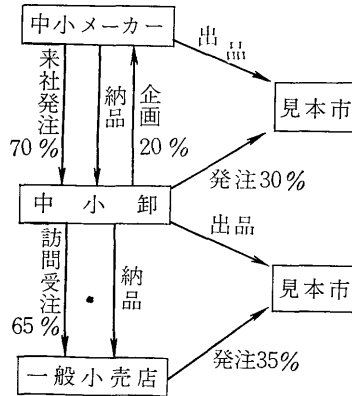 中小メーカー
出品
来社発注
70%
納品
企画
20%
見本市
発注30%
中小卸
出品
訪問受注
65%
納品
見本市
発注35%
一般小売店